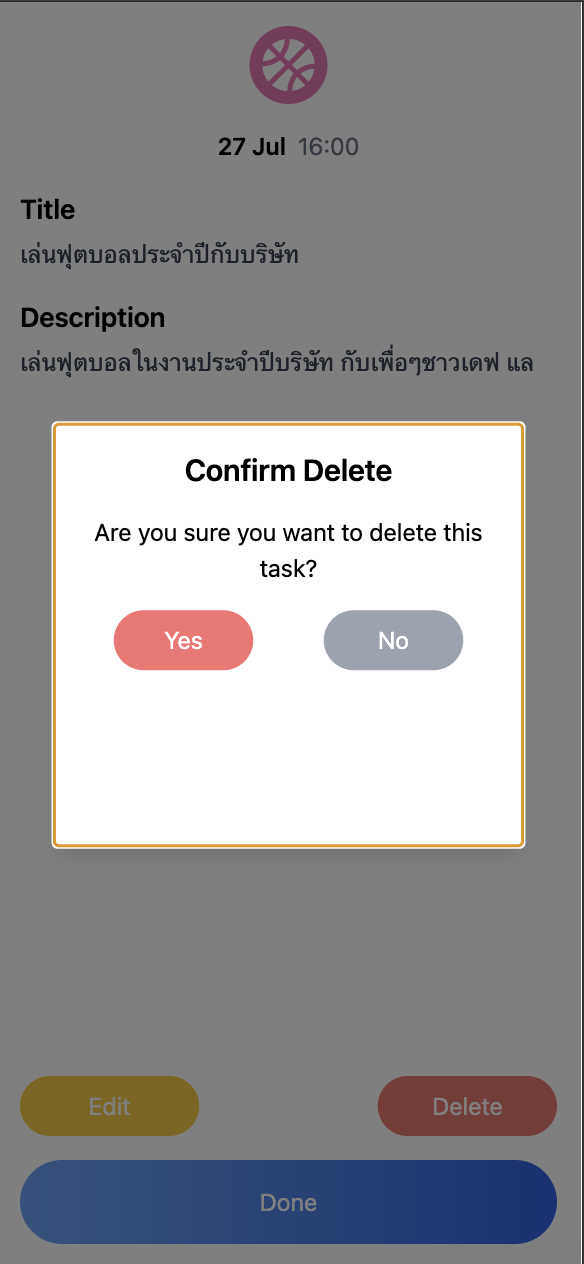 27 Jul 16:00
Title
เล่นฟุตบอลประจำปีกับบริษัท
Description
เล่นฟุตบอลในงานประจำปีบริษัท กับเพื่อๆชาวเดฟ แล
Confirm Delete
Are you sure you want to delete this
task?
Yes No
Edit Delete
Done